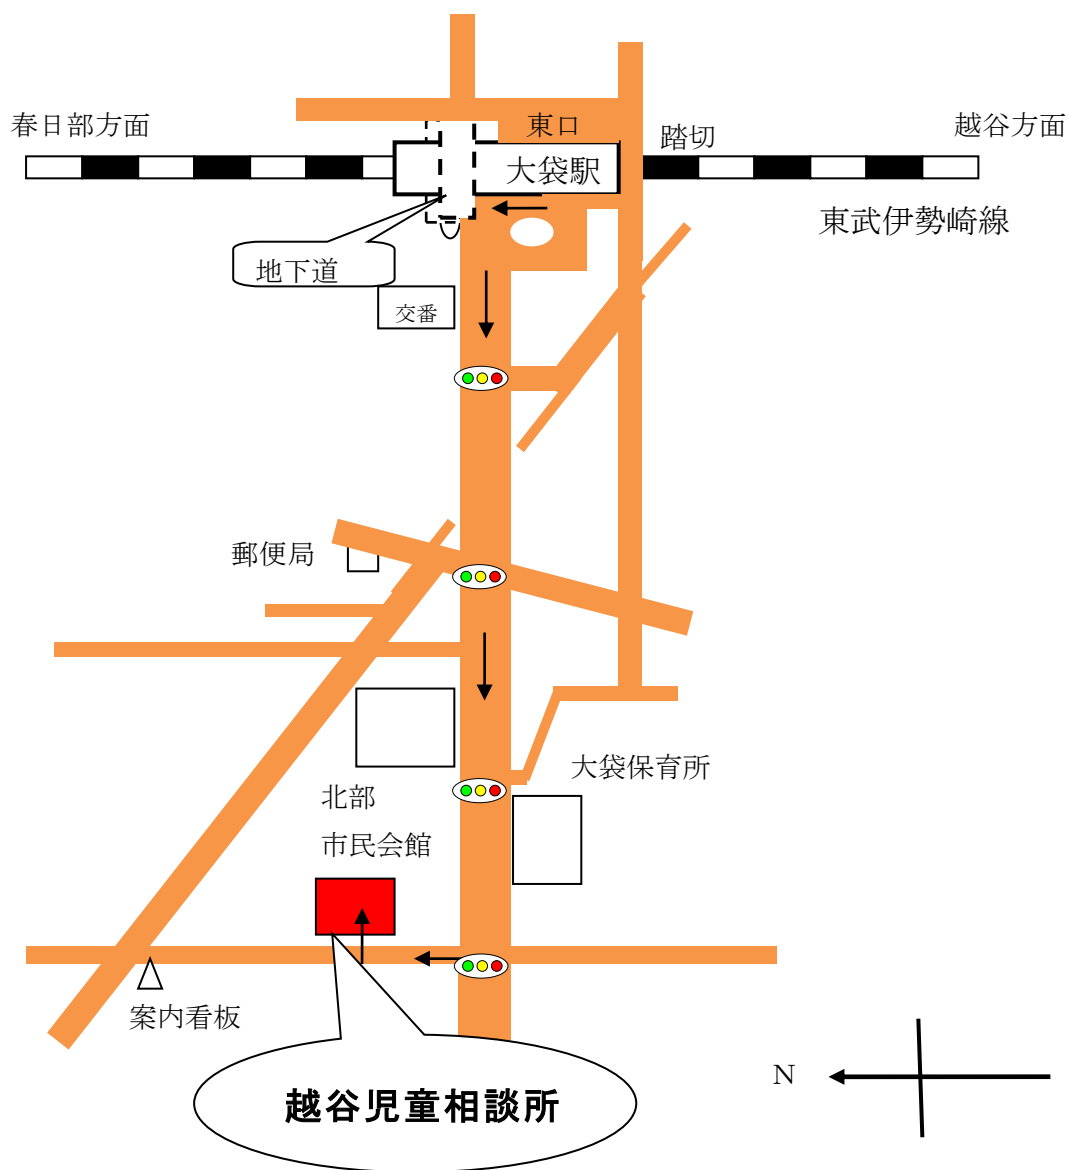 春日部方面
東口
踏切
越谷方面
大袋駅
東武伊勢崎線
地下道
交番
郵便局
大袋保育所
北部
市民会館
案内看板
N
越谷児童相談所